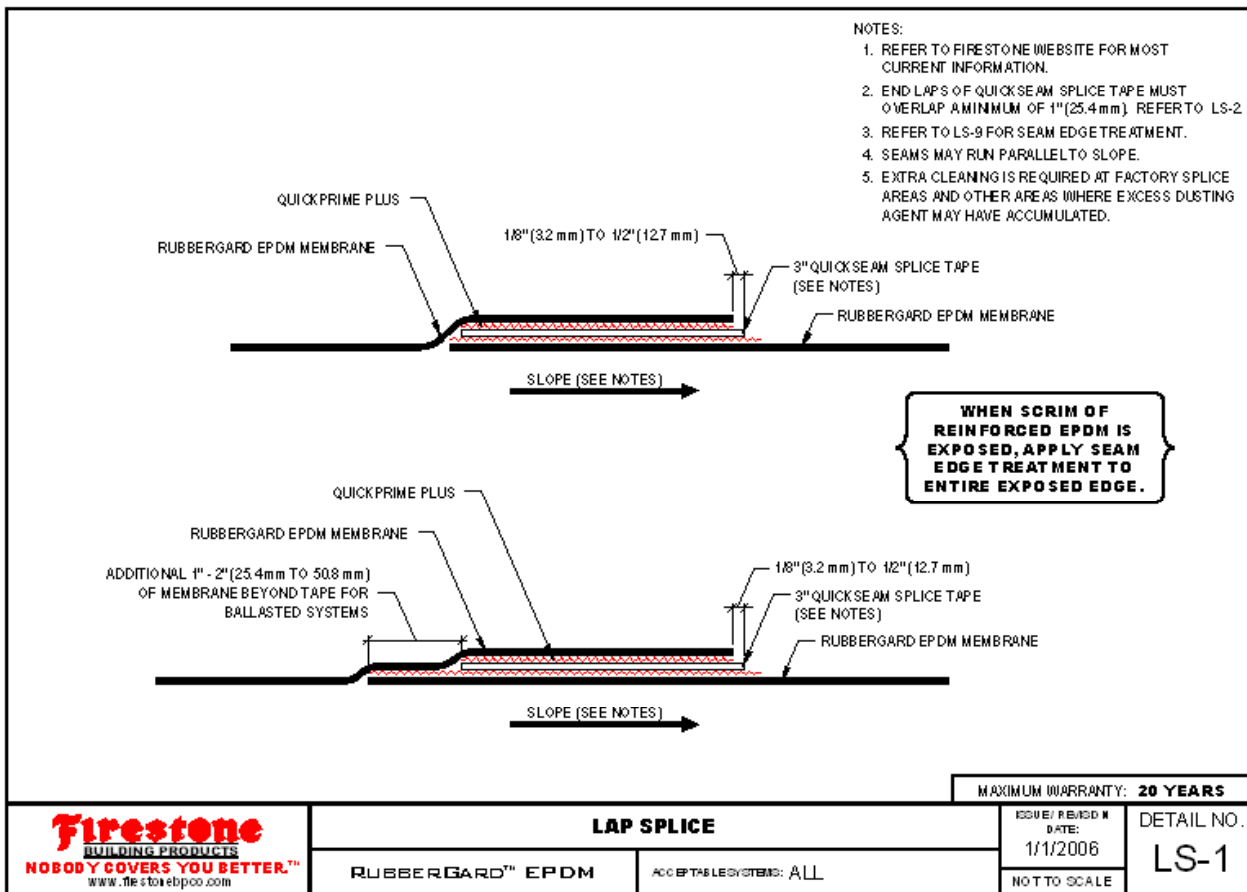 NOTES:
1. REFER TO FIRESTONE WEBSITE FOR MOST
CURRENT INFORMATION.
2. END LAPS OF QUICKSEAM SPLICE TAPE MUST
OVERLAP A MINIMUM OF 1" (25.4 mm). REFER TO LS-2
3. REFER TO LS-9 FOR SEAM EDGE TREATMENT.
4. SEAMS MAY RUN PARALLEL TO SLOPE.
5. EXTRA CLEANING IS REQUIRED AT FACTORY SPLICE
AREAS AND OTHER AREAS WHERE EXCESS DUSTING
AGENT MAY HAVE ACCUMULATED.
QUICKPRIME PLUS
RUBBERGARD EPDM MEMBRANE
1/8" (3.2 mm) TO 1/2" (12.7 mm)
3" QUICKSEAM SPLICE TAPE
(SEE NOTES)
RUBBERGARD EPDM MEMBRANE
SLOPE (SEE NOTES)
WHEN SCRIM OF
REINFORCED EPDM IS
EXPOSED, APPLY SEAM
EDGE TREATMENT TO
ENTIRE EXPOSED EDGE.
QUICKPRIME PLUS
RUBBERGARD EPDM MEMBRANE
ADDITIONAL 1" - 2" (25.4mm TO 50.8 mm)
OF MEMBRANE BEYOND TAPE FOR
BALLASTED SYSTEMS
1/8" (3.2 mm) TO 1/2" (12.7 mm)
3" QUICKSEAM SPLICE TAPE
(SEE NOTES)
RUBBERGARD EPDM MEMBRANE
SLOPE (SEE NOTES)
MAXIMUM WARRANTY: 20 YEARS
Firestone
BUILDING PRODUCTS
NOBODY COVERS YOU BETTER.™
www.firestonebpco.com
LAP SPLICE
RUBBERGARD™ EPDM
ACCEPTABLE SYSTEMS: ALL
ISSUE / REVISION
DATE:
1/1/2006
NOT TO SCALE
DETAIL NO.
LS-1